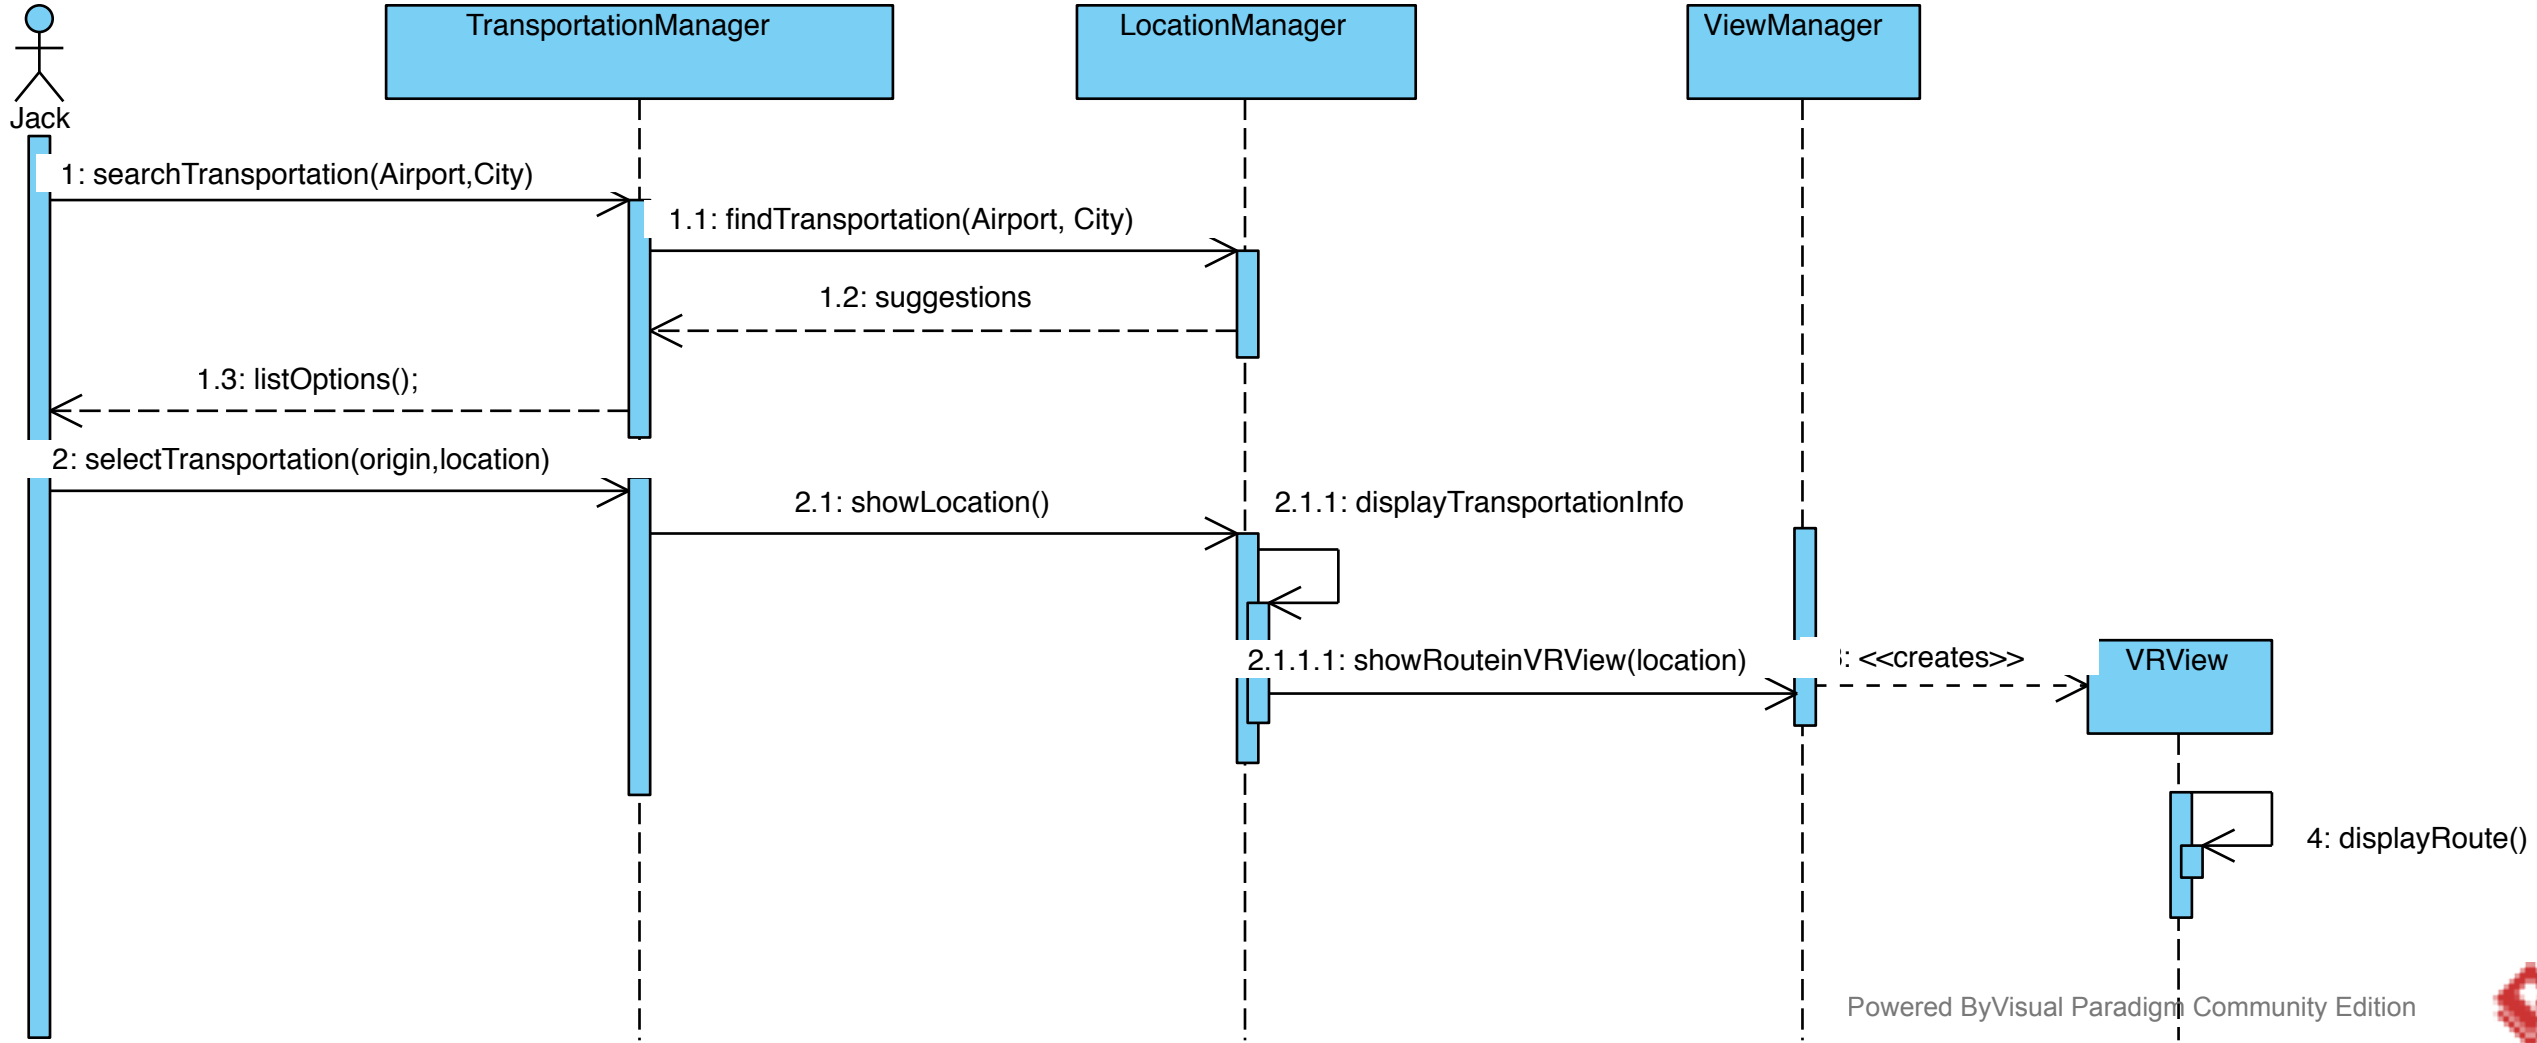 TransportationManager
LocationManager
ViewManager
Jack
1: searchTransportation(Airport,City)
1.1: findTransportation(Airport, City)
1.2: suggestions
1.3: listOptions();
2: selectTransportation(origin,location)
2.1: showLocation()
2.1.1: displayTransportationInfo
2.1.1.1: showRouteinVRView(location)
: <<creates>>
VRView
4: displayRoute()
Powered ByVisual Paradigm Community Edition